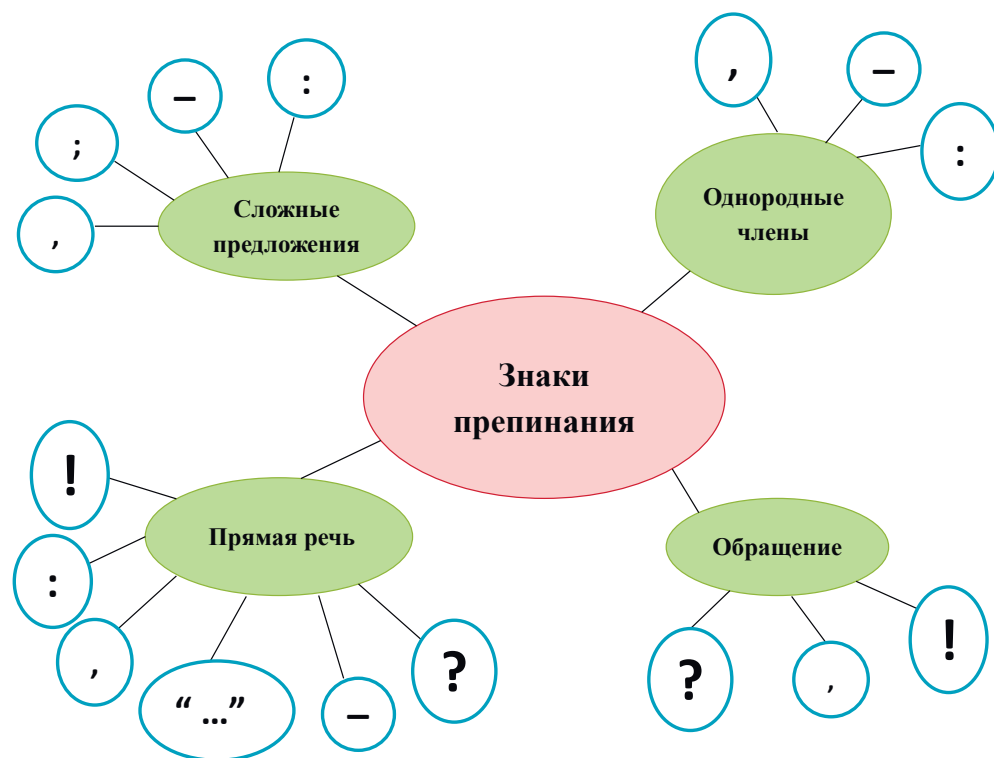 :
–
;
,
Сложные
предложения
,
–
:
Однородные
члены
Знаки
препинания
!
:
,
“ …”
–
?
Прямая речь
Обращение
?
,
!